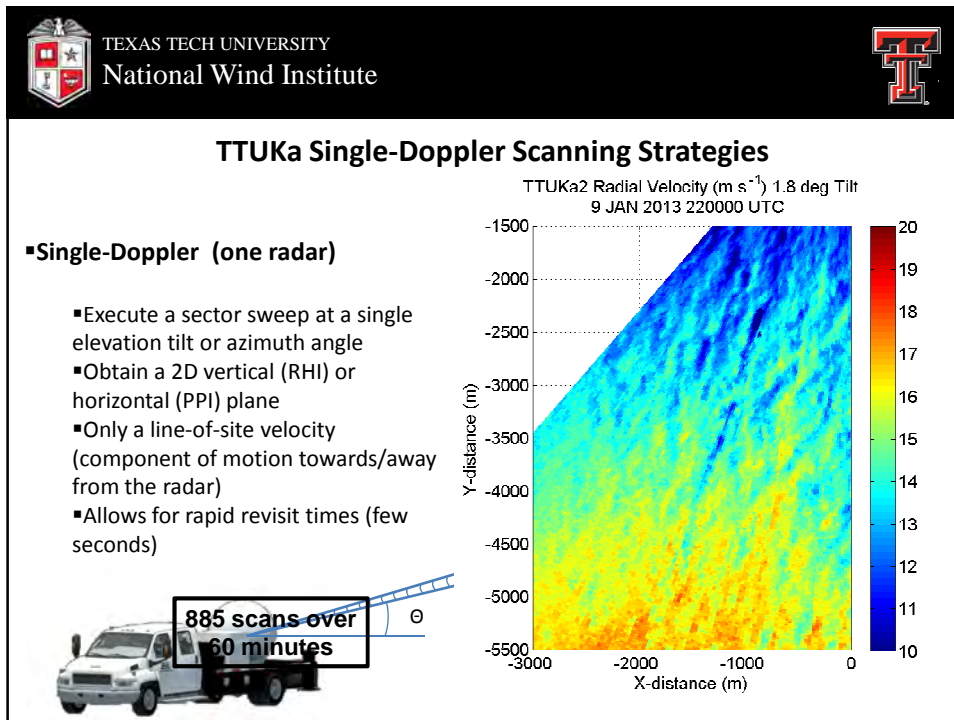 TEXAS TECH UNIVERSITY
National Wind Institute
TTUKa Single-Doppler Scanning Strategies
▪Single-Doppler (one radar)
▪Execute a sector sweep at a single
elevation tilt or azimuth angle
▪Obtain a 2D vertical (RHI) or
horizontal (PPI) plane
▪Only a line-of-site velocity
(component of motion towards/away
from the radar)
▪Allows for rapid revisit times (few
seconds)
885 scans over
60 minutes
Θ
TTUKa2 Radial Velocity (m s⁻¹) 1.8 deg Tilt
9 JAN 2013 220000 UTC
Y-distance (m)
-1500
-2000
-2500
-3000
-3500
-4000
-4500
-5000
-5500
-3000 -2000 -1000 0
X-distance (m)
20
19
18
17
16
15
14
13
12
11
10